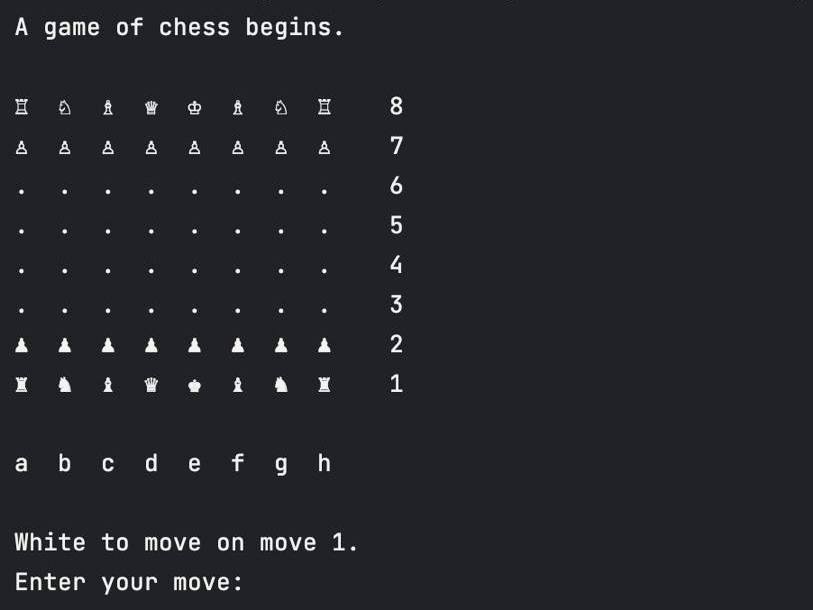 A game of chess begins.
♖ ♘ ♗ ♕ ♔ ♗ ♘ ♖ 8
♙ ♙ ♙ ♙ ♙ ♙ ♙ ♙ 7
. . . . . . . . 6
. . . . . . . . 5
. . . . . . . . 4
. . . . . . . . 3
♟ ♟ ♟ ♟ ♟ ♟ ♟ ♟ 2
♜ ♞ ♝ ♛ ♚ ♝ ♞ ♜ 1
a b c d e f g h
White to move on move 1.
Enter your move: